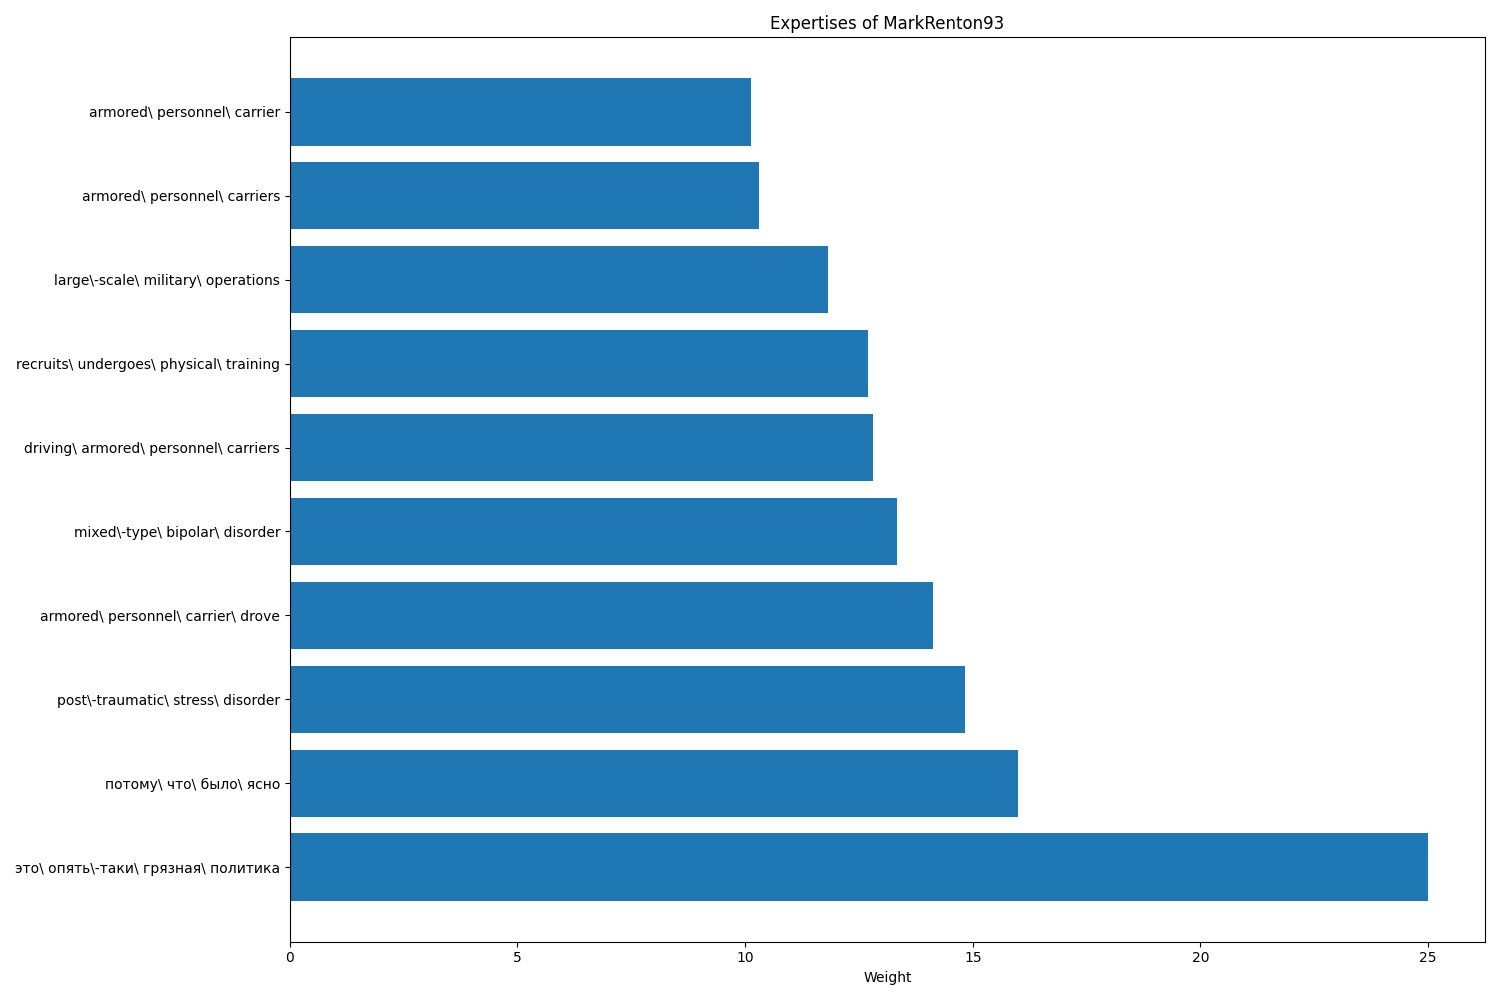 Expertises of MarkRenton93
armored\ personnel\ carrier
armored\ personnel\ carriers
large\-scale\ military\ operations
recruits\ undergoes\ physical\ training
driving\ armored\ personnel\ carriers
mixed\-type\ bipolar\ disorder
armored\ personnel\ carrier\ drove
post\-traumatic\ stress\ disorder
потому\ что\ было\ ясно
это\ опять\-таки\ грязная\ политика
0 5 10 15 20 25
Weight